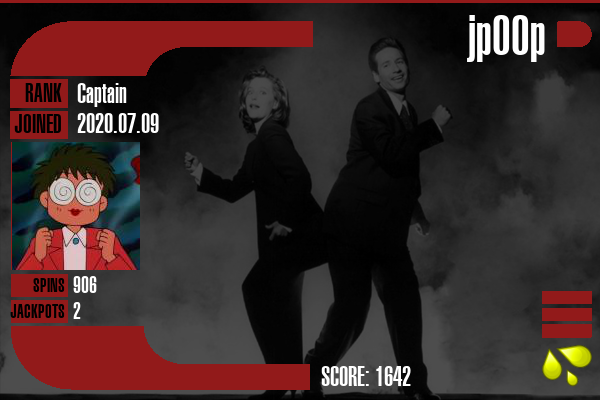 jp00p
RANK Captain
JOINED 2020.07.09
SPINS 906
JACKPOTS 2
SCORE: 1642